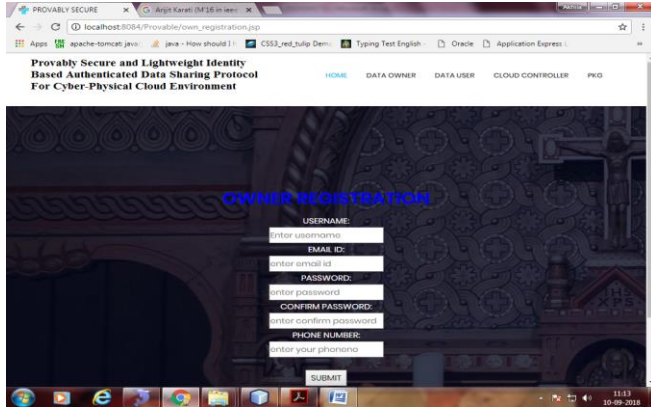 PROVABLY SECURE
Arijit Karati (M'16 in ieee
localhost:8084/Provable/own_registration.jsp
Apps apache-tomcat: java java - How should I CSS3_red_tulip Demo Typing Test English - Oracle Application Express
Provably Secure and Lightweight Identity
Based Authenticated Data Sharing Protocol
For Cyber-Physical Cloud Environment
HOME DATA OWNER DATA USER CLOUD CONTROLLER PKG
OWNER REGISTRATION
USERNAME:
Enter username
EMAIL ID:
enter email id
PASSWORD:
enter password
CONFIRM PASSWORD:
enter confirm password
PHONE NUMBER:
enter your phoneno
SUBMIT
11:13
10-09-2018